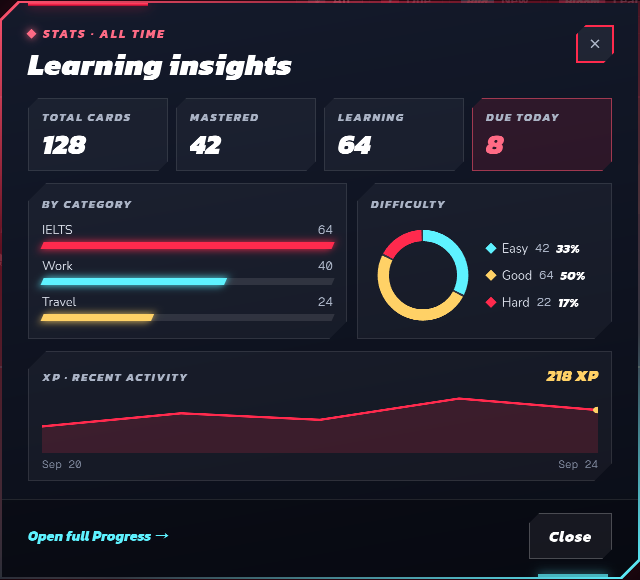 STATS · ALL TIME
Learning insights
TOTAL CARDS
128
MASTERED
42
LEARNING
64
DUE TODAY
8
BY CATEGORY
IELTS 64
Work 40
Travel 24
DIFFICULTY
Easy 42 33%
Good 64 50%
Hard 22 17%
XP · RECENT ACTIVITY 218 XP
Sep 20 Sep 24
Open full Progress → Close